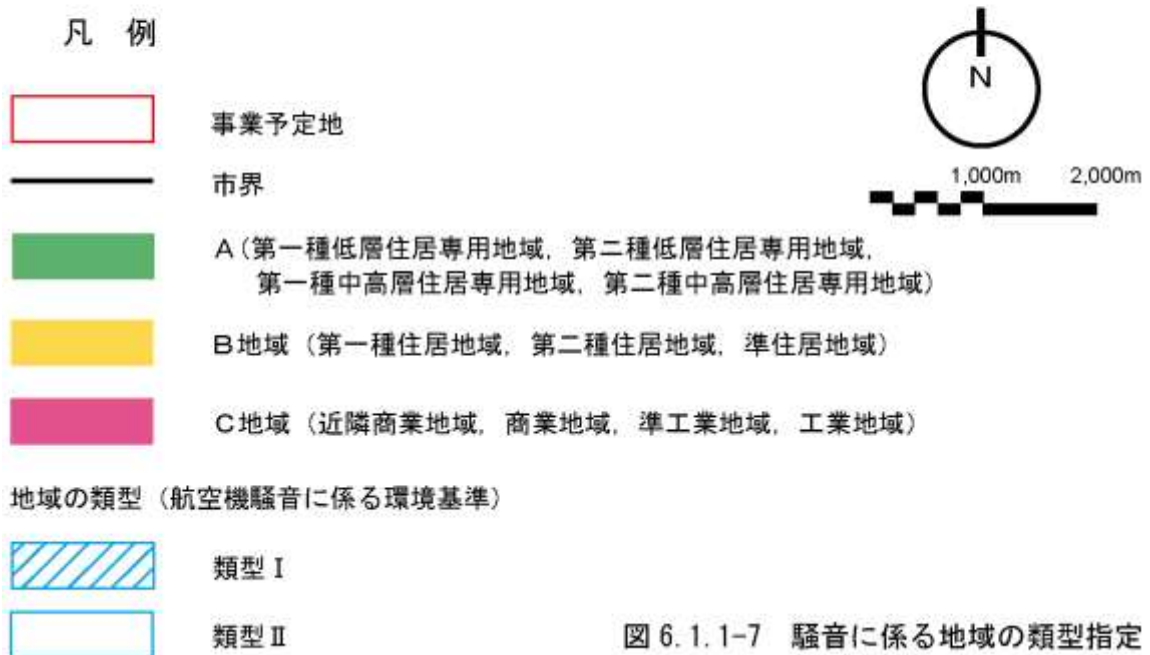 凡 例
N
1,000m 2,000m
事業予定地
市界
A(第一種低層住居専用地域,第二種低層住居専用地域,
第一種中高層住居専用地域,第二種中高層住居専用地域)
B地域(第一種住居地域,第二種住居地域,準住居地域)
C地域(近隣商業地域,商業地域,準工業地域,工業地域)
地域の類型(航空機騒音に係る環境基準)
類型Ⅰ
類型Ⅱ
図 6.1.1-7 騒音に係る地域の類型指定